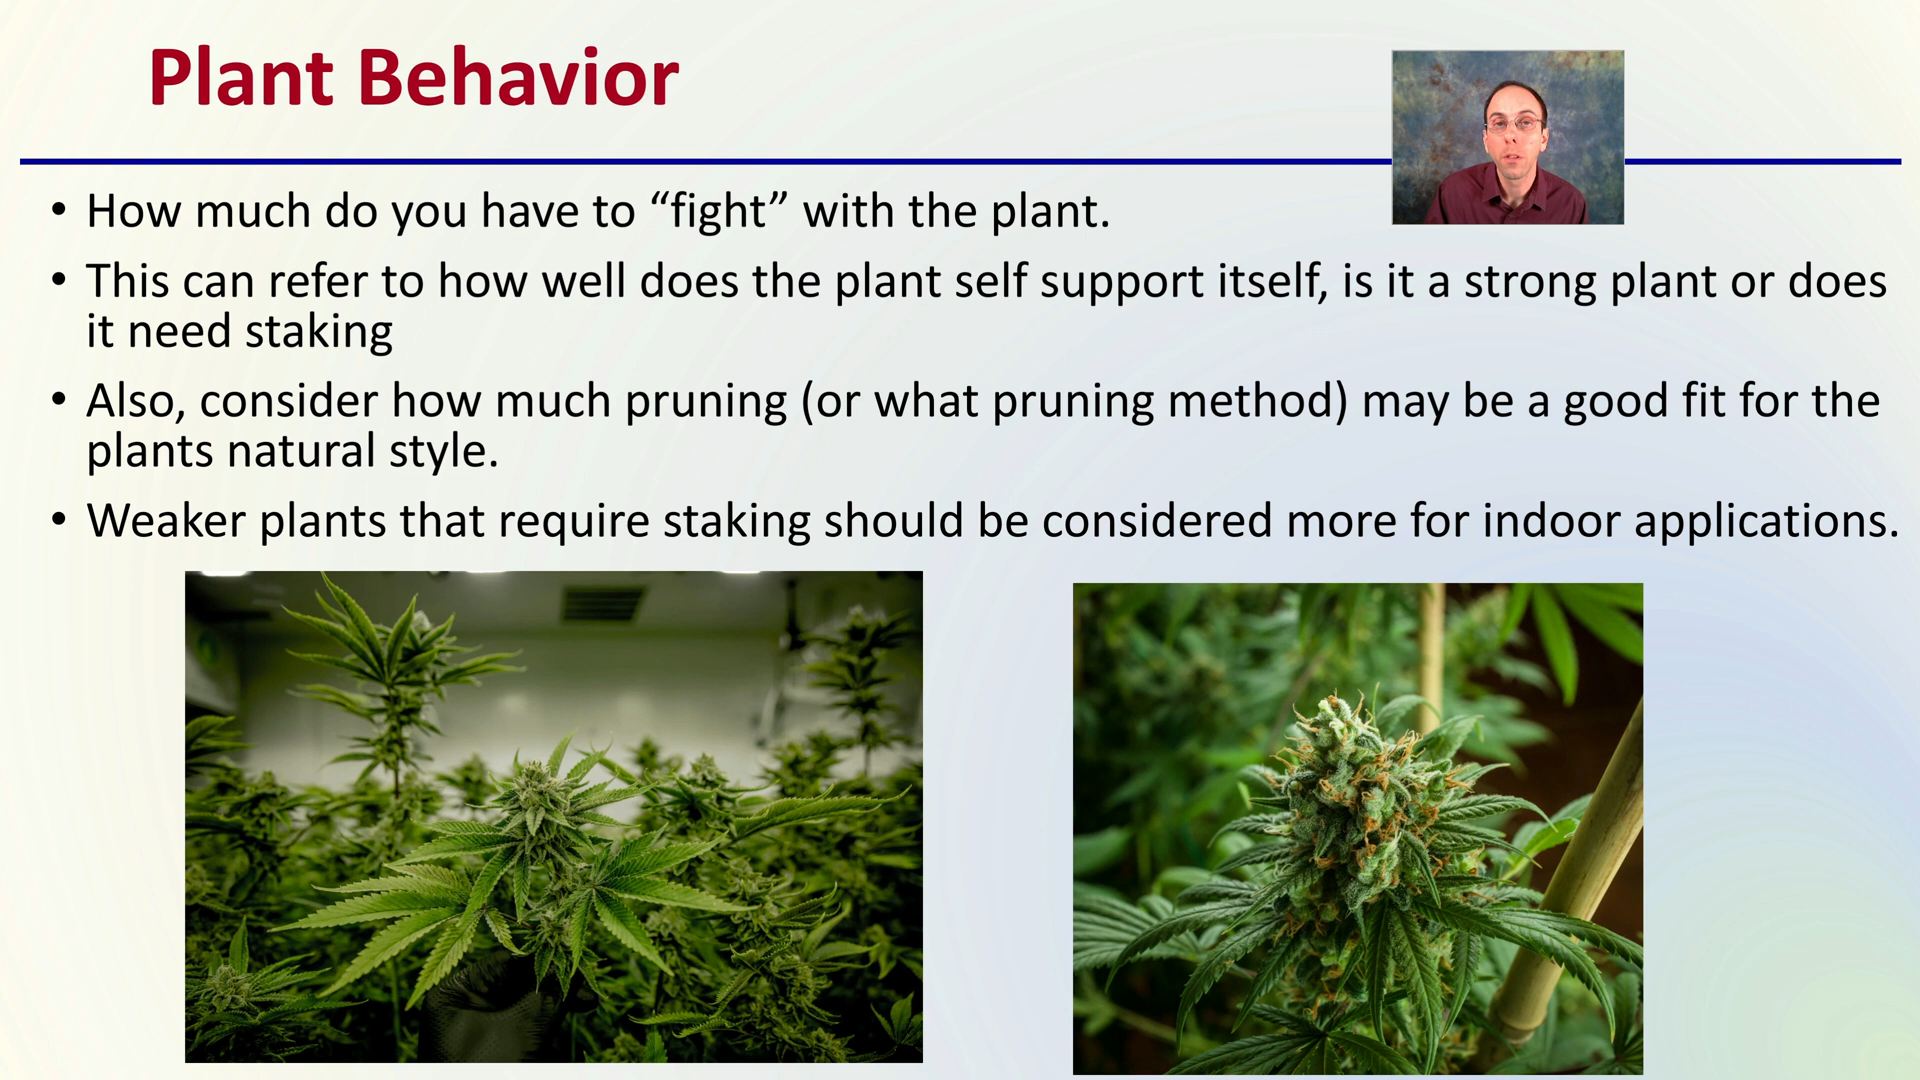 Plant Behavior
• How much do you have to “fight” with the plant.
• This can refer to how well does the plant self support itself, is it a strong plant or does
it need staking
• Also, consider how much pruning (or what pruning method) may be a good fit for the
plants natural style.
• Weaker plants that require staking should be considered more for indoor applications.